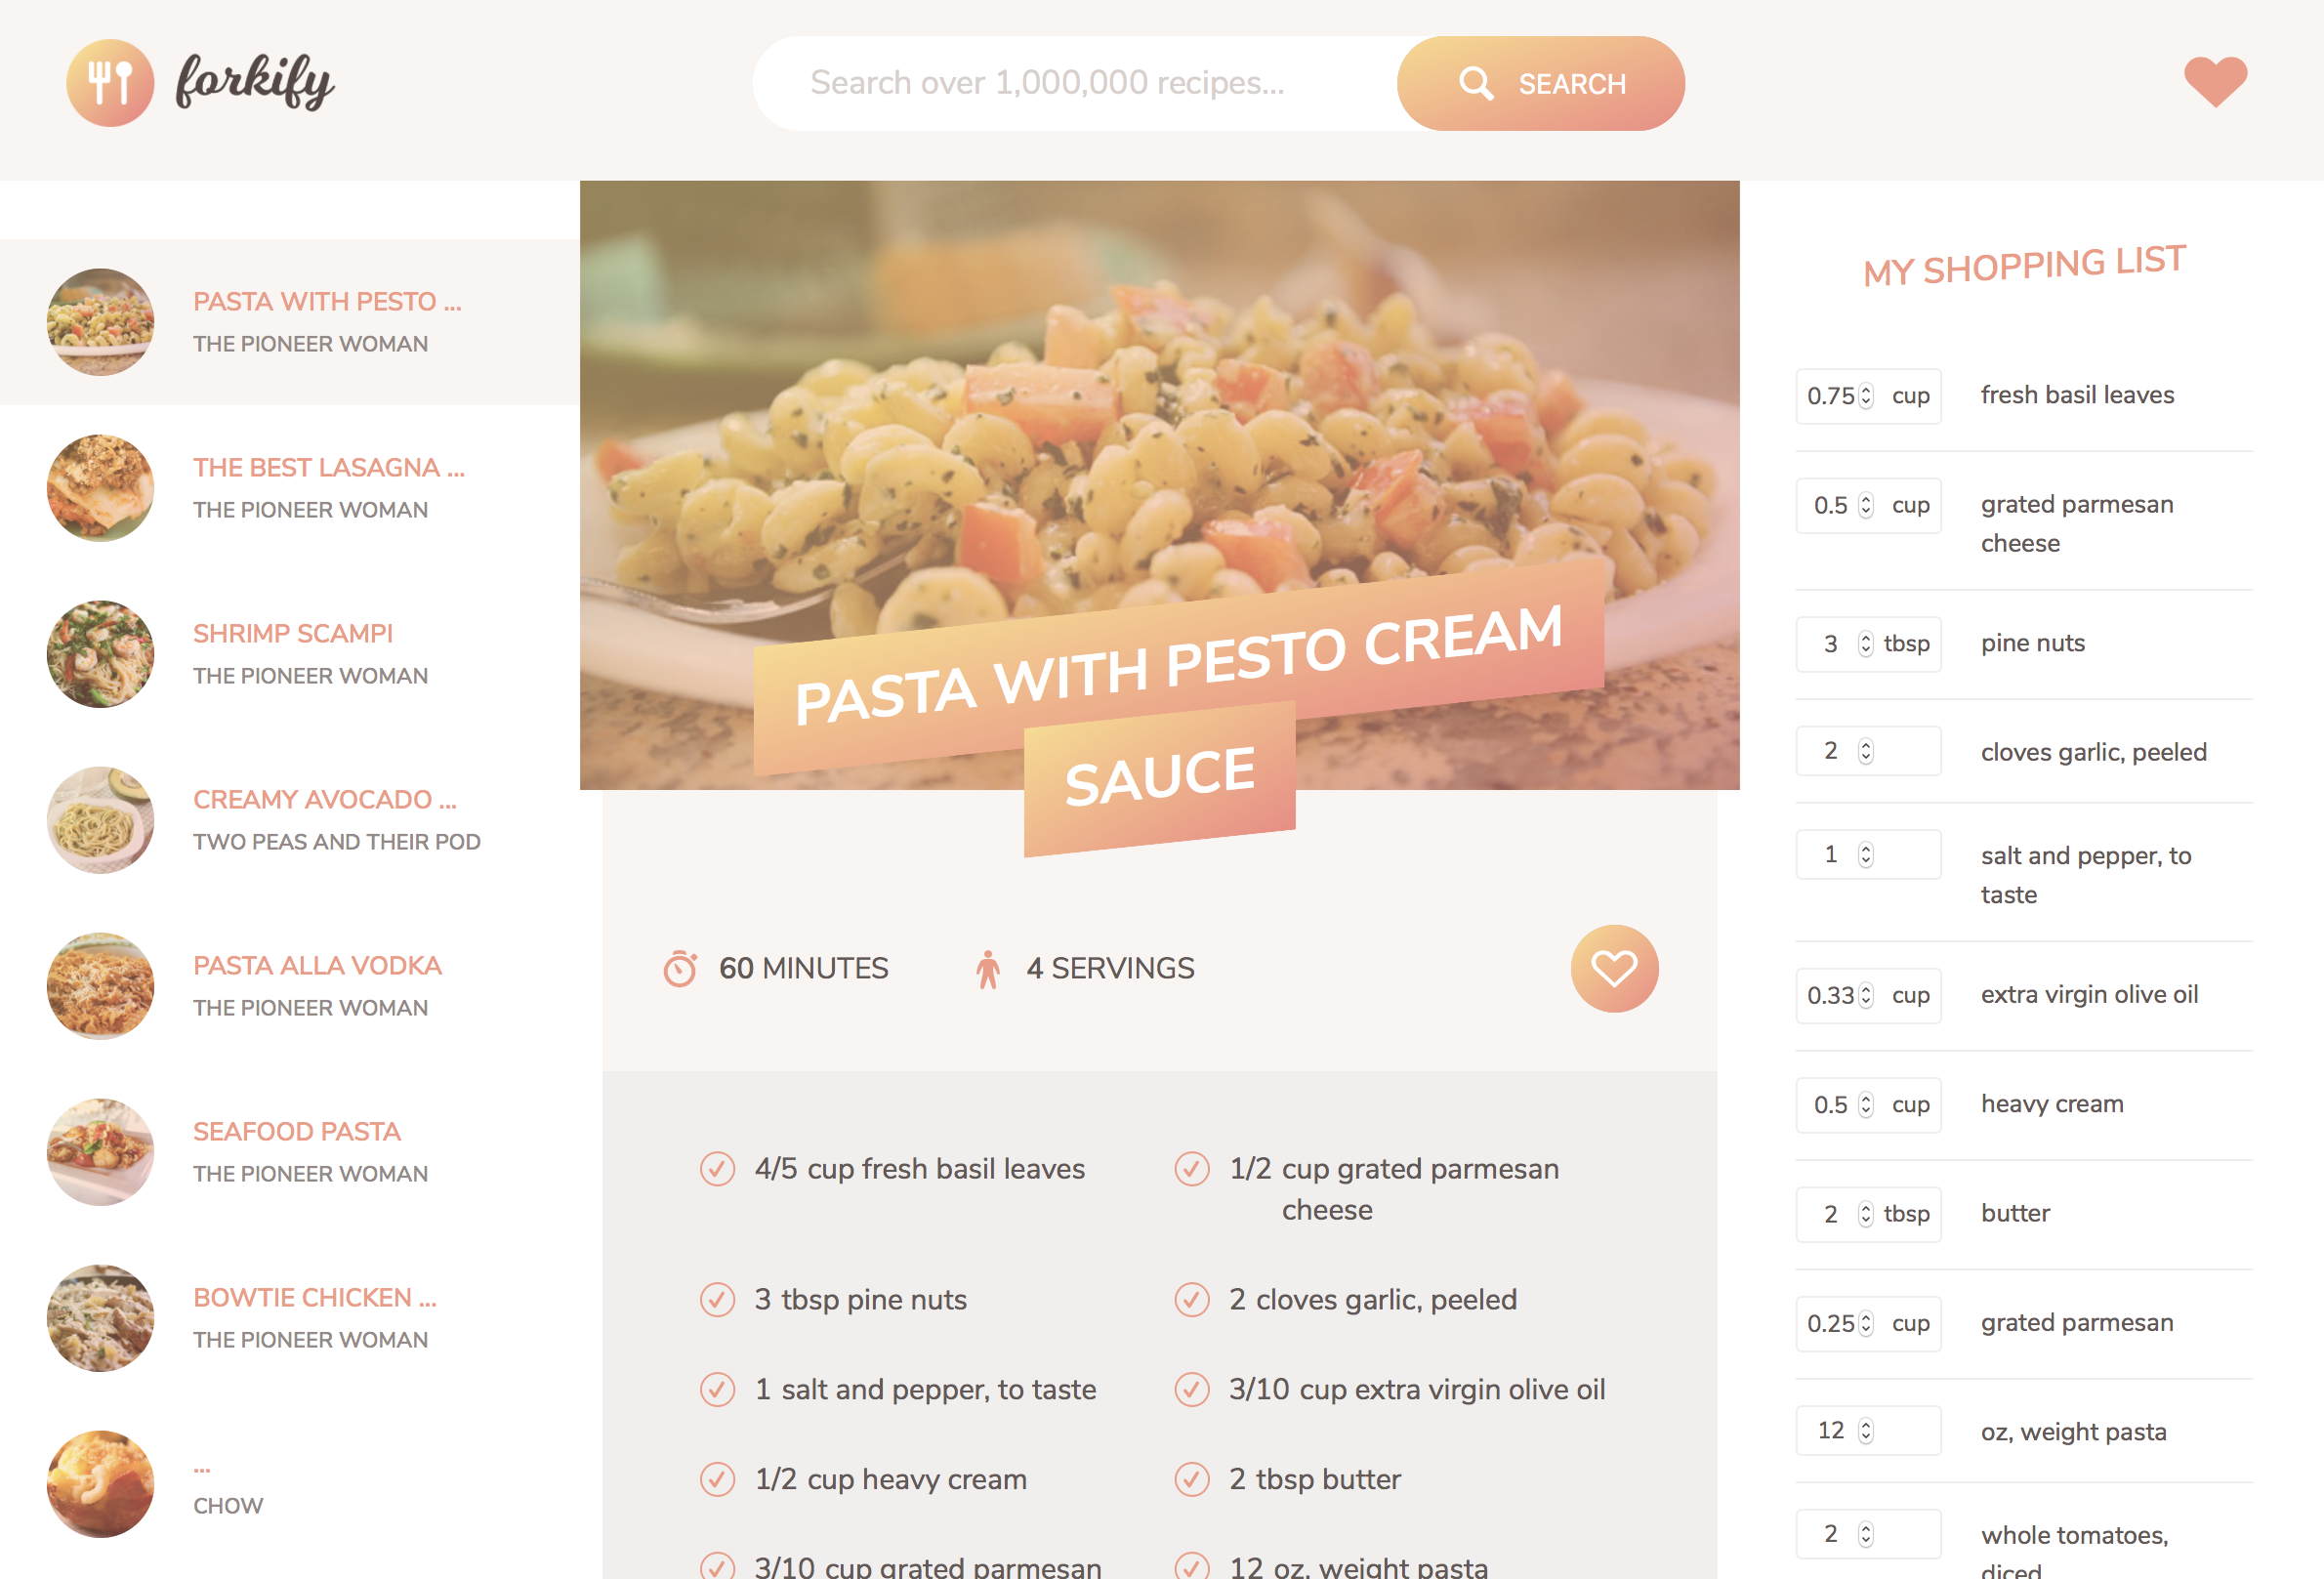 forkify
Search over 1,000,000 recipes...
SEARCH
PASTA WITH PESTO ...
THE PIONEER WOMAN
THE BEST LASAGNA ...
THE PIONEER WOMAN
SHRIMP SCAMPI
THE PIONEER WOMAN
CREAMY AVOCADO ...
TWO PEAS AND THEIR POD
PASTA ALLA VODKA
THE PIONEER WOMAN
SEAFOOD PASTA
THE PIONEER WOMAN
BOWTIE CHICKEN ...
THE PIONEER WOMAN
...
CHOW
PASTA WITH PESTO CREAM
SAUCE
60 MINUTES
4 SERVINGS
4/5 cup fresh basil leaves
1/2 cup grated parmesan
cheese
3 tbsp pine nuts
2 cloves garlic, peeled
1 salt and pepper, to taste
3/10 cup extra virgin olive oil
1/2 cup heavy cream
2 tbsp butter
3/10 cup grated parmesan
12 oz, weight pasta
MY SHOPPING LIST
0.75 cup fresh basil leaves
0.5 cup grated parmesan
cheese
3 tbsp pine nuts
2 cloves garlic, peeled
1 salt and pepper, to
taste
0.33 cup extra virgin olive oil
0.5 cup heavy cream
2 tbsp butter
0.25 cup grated parmesan
12 oz, weight pasta
2 whole tomatoes,
diced